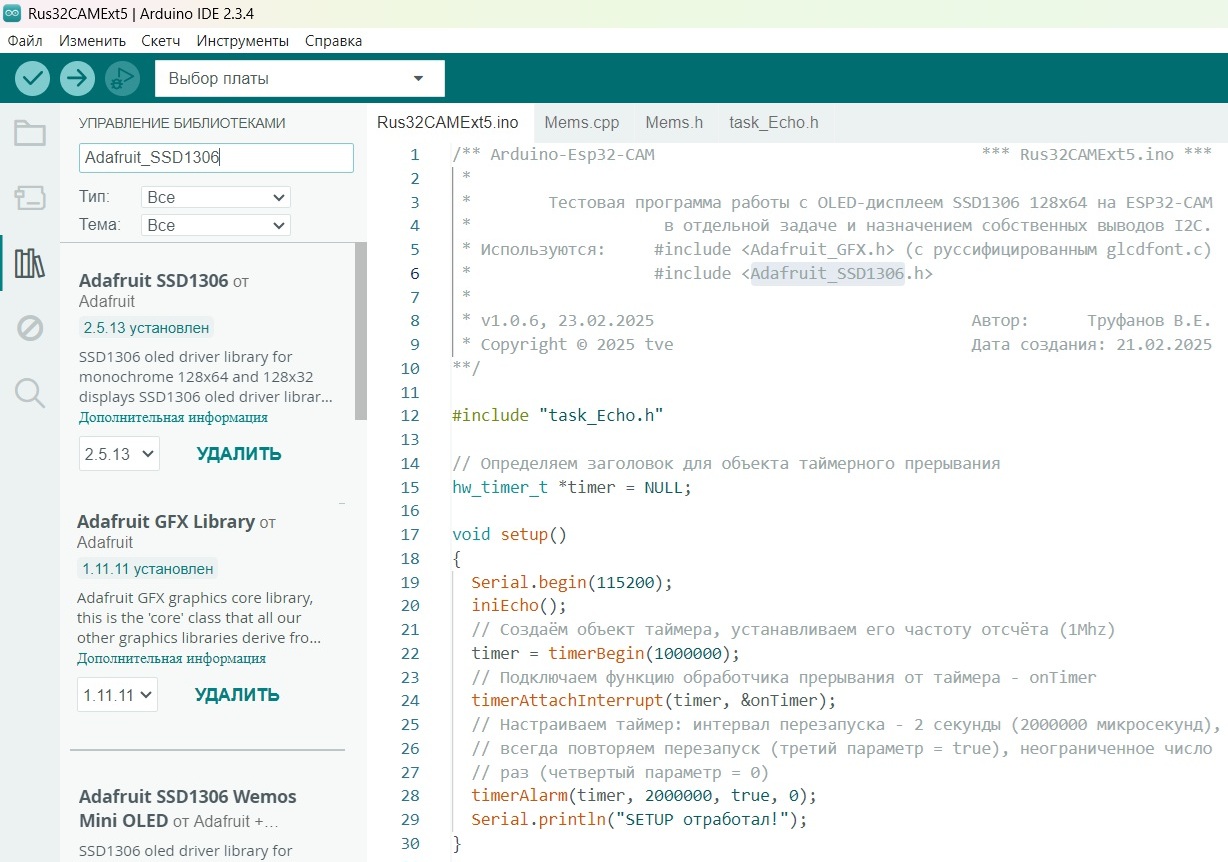 Rus32CAMExt5 | Arduino IDE 2.3.4
Файл Изменить Скетч Инструменты Справка
Выбор платы
УПРАВЛЕНИЕ БИБЛИОТЕКАМИ
Adafruit_SSD1306
Тип: Все
Тема: Все
Adafruit SSD1306 от
Adafruit
2.5.13 установлен
SSD1306 oled driver library for
monochrome 128x64 and 128x32
displays SSD1306 oled driver librar...
Дополнительная информация
2.5.13 УДАЛИТЬ
Adafruit GFX Library от
Adafruit
1.11.11 установлен
Adafruit GFX graphics core library,
this is the 'core' class that all our
other graphics libraries derive fro...
Дополнительная информация
1.11.11 УДАЛИТЬ
Adafruit SSD1306 Wemos
Mini OLED от Adafruit +...
SSD1306 oled driver library for
Rus32CAMExt5.ino Mems.cpp Mems.h task_Echo.h
1 /** Arduino-Esp32-CAM *** Rus32CAMExt5.ino ***
2 *
3 * Тестовая программа работы с OLED-дисплеем SSD1306 128x64 на ESP32-CAM
4 * в отдельной задаче и назначением собственных выводов I2C.
5 * Используются: #include <Adafruit_GFX.h> (с руссифицированным glcdfont.c)
6 * #include <Adafruit_SSD1306.h>
7 *
8 * v1.0.6, 23.02.2025 Автор: Труфанов В.Е.
9 * Copyright © 2025 tve Дата создания: 21.02.2025
10 **/
11
12 #include "task_Echo.h"
13
14 // Определяем заголовок для объекта таймерного прерывания
15 hw_timer_t *timer = NULL;
16
17 void setup()
18 {
19 Serial.begin(115200);
20 iniEcho();
21 // Создаём объект таймера, устанавливаем его частоту отсчёта (1Mhz)
22 timer = timerBegin(1000000);
23 // Подключаем функцию обработчика прерывания от таймера - onTimer
24 timerAttachInterrupt(timer, &onTimer);
25 // Настраиваем таймер: интервал перезапуска - 2 секунды (2000000 микросекунд),
26 // всегда повторяем перезапуск (третий параметр = true), неограниченное число
27 // раз (четвертый параметр = 0)
28 timerAlarm(timer, 2000000, true, 0);
29 Serial.println("SETUP отработал!");
30 }